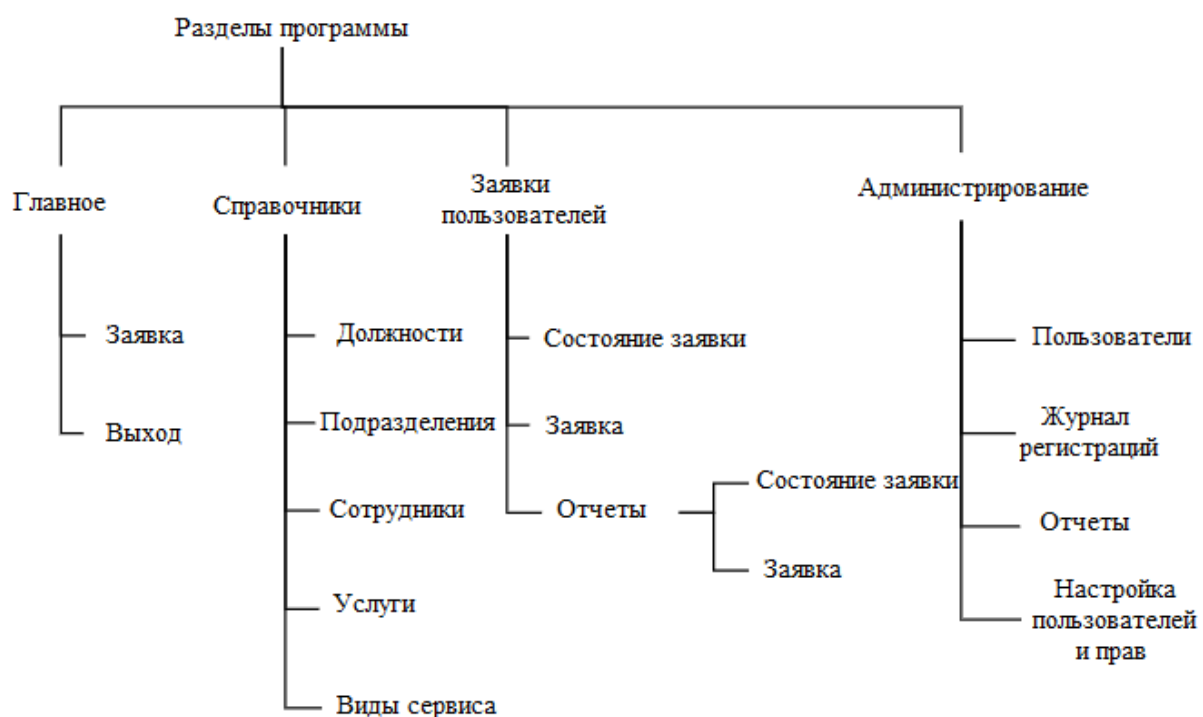 Разделы программы
Главное
Справочники
Заявки
пользователей
Администрирование
Заявка
Выход
Должности
Подразделения
Сотрудники
Услуги
Виды сервиса
Состояние заявки
Заявка
Отчеты
Состояние заявки
Заявка
Пользователи
Журнал
регистраций
Отчеты
Настройка
пользователей
и прав